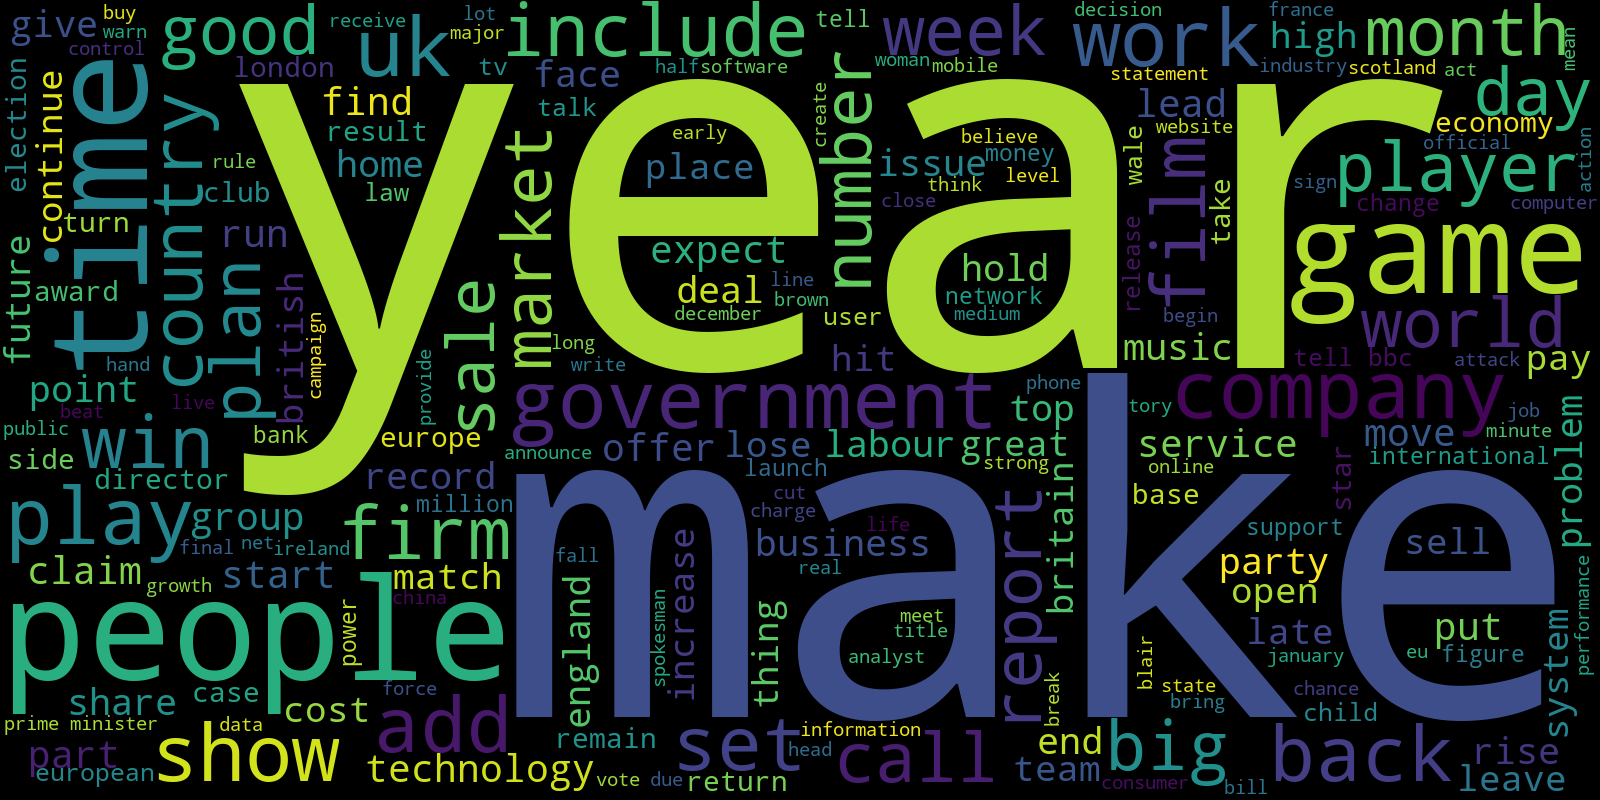 year
make
people
time
game
government
company
good
uk
include
week
work
month
day
player
world
film
number
market
sale
country
plan
win
play
firm
show
add
set
call
big
back
report
give
buy
warn
control
receive
lot
major
tell
tv
london
face
half
software
talk
find
result
home
law
rule
club
election
continue
turn
future
award
run
british
campaign
hand
point
beat
live
public
side
bank
director
europe
provide
record
million
group
final
net
ireland
claim
growth
start
match
china
power
share
case
force
cost
prime minister
data
part
european
technology
england
fall
remain
vote
due
return
spokesman
increase
thing
information
head
early
place
expect
deal
line
brown
december
long
write
user
hit
create
woman
mobile
issue
believe
money
think
level
close
hold
network
medium
decision
france
high
industry
scotland
act
mean
statement
lead
website
wale
take
release
begin
economy
official
sign
change
computer
action
music
tell bbc
attack
pay
phone
top
tory
job
minute
move
service
international
star
problem
online
base
support
sell
party
open
late
january
put
eu
figure
performance
system
announce
offer
lose
labour
great
strong
launch
cut
charge
life
business
real
britain
meet
title
analyst
break
blair
state
bring
chance
child
end
team
consumer
bill
rise
leave